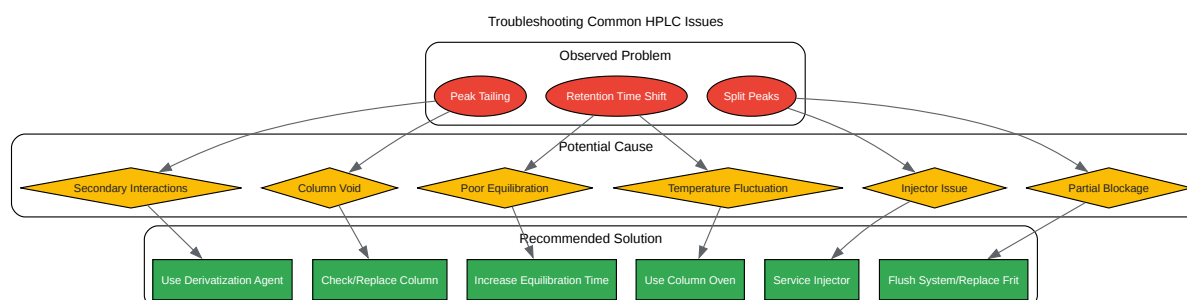 Troubleshooting Common HPLC Issues
Observed Problem
Peak Tailing
Retention Time Shift
Split Peaks
Potential Cause
Secondary Interactions
Column Void
Poor Equilibration
Temperature Fluctuation
Injector Issue
Partial Blockage
Recommended Solution
Use Derivatization Agent
Check/Replace Column
Increase Equilibration Time
Use Column Oven
Service Injector
Flush System/Replace Frit